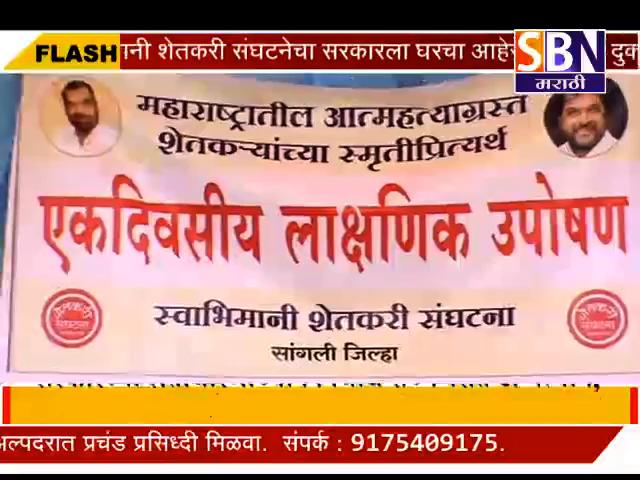 FLASH
नी शेतकरी संघटनेचा सरकारला घरचा आहेर
SBN
मराठी
महाराष्ट्रातील आत्महत्याग्रस्त
शेतकऱ्यांच्या स्मृतीप्रित्यर्थ
एकदिवसीय लाक्षणिक उपोषण
स्वाभिमानी शेतकरी संघटना
सांगली जिल्हा
अल्पदरात प्रचंड प्रसिध्दी मिळवा. संपर्क : 9175409175.